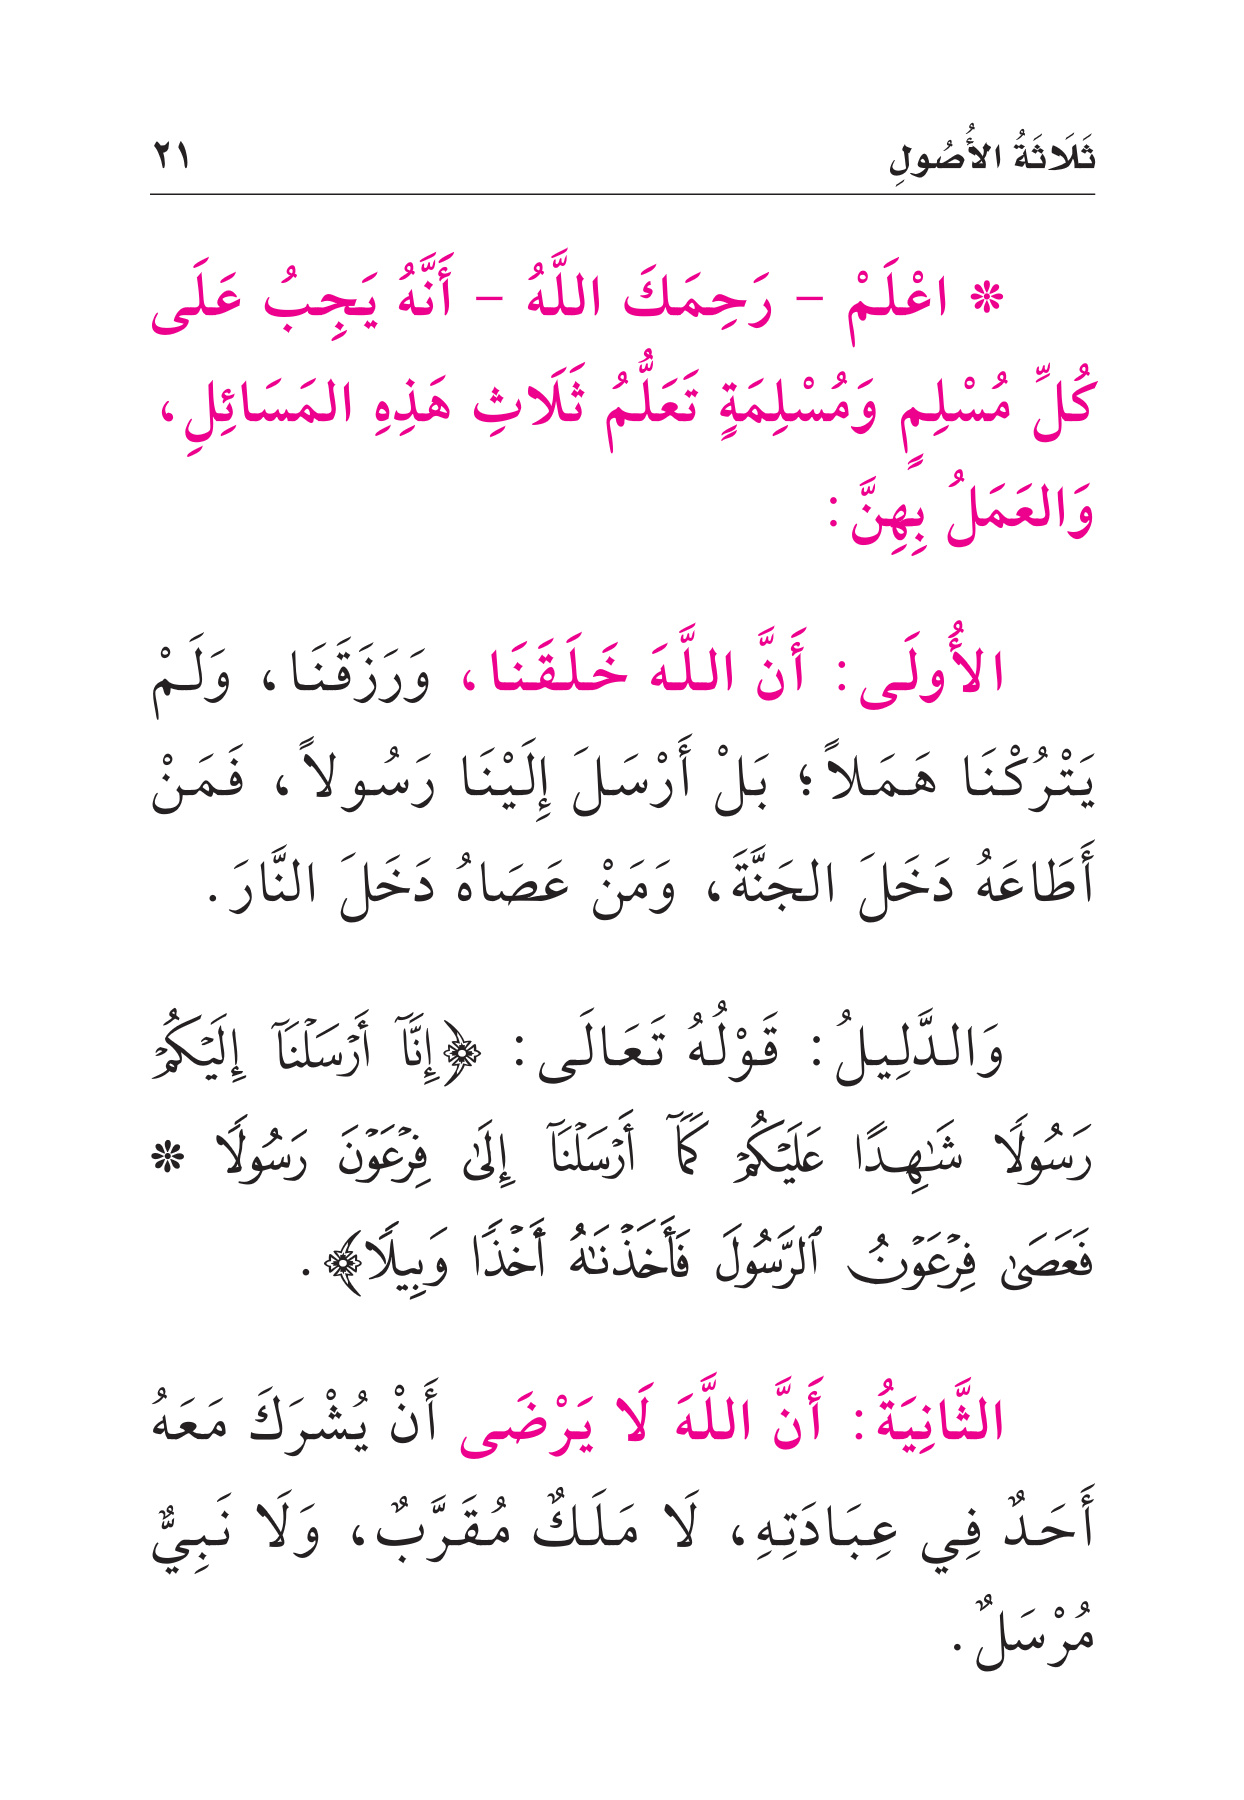 ثَلَاثَةُ الأُصُولِ ٢١
* اعْلَمْ – رَحِمَكَ اللَّهُ – أَنَّهُ يَجِبُ عَلَى
كُلِّ مُسْلِمٍ وَمُسْلِمَةٍ تَعَلُّمُ ثَلَاثِ هَذِهِ المَسَائِلِ،
وَالعَمَلُ بِهِنَّ:
الأُولَى: أَنَّ اللَّهَ خَلَقَنَا، وَرَزَقَنَا، وَلَمْ
يَتْرُكْنَا هَمَلاً؛ بَلْ أَرْسَلَ إِلَيْنَا رَسُولاً، فَمَنْ
أَطَاعَهُ دَخَلَ الجَنَّةَ، وَمَنْ عَصَاهُ دَخَلَ النَّارَ.
وَالدَّلِيلُ: قَوْلُهُ تَعَالَى: ﴿إِنَّآ أَرۡسَلۡنَآ إِلَيۡكُمۡ
رَسُولًا شَٰهِدًا عَلَيۡكُمۡ كَمَآ أَرۡسَلۡنَآ إِلَىٰ فِرۡعَوۡنَ رَسُولًا *
فَعَصَىٰ فِرۡعَوۡنُ ٱلرَّسُولَ فَأَخَذۡنَٰهُ أَخۡذًا وَبِيلًا﴾.
الثَّانِيَةُ: أَنَّ اللَّهَ لَا يَرْضَى أَنْ يُشْرَكَ مَعَهُ
أَحَدٌ فِي عِبَادَتِهِ، لَا مَلَكٌ مُقَرَّبٌ، وَلَا نَبِيٌّ
مُرْسَلٌ.